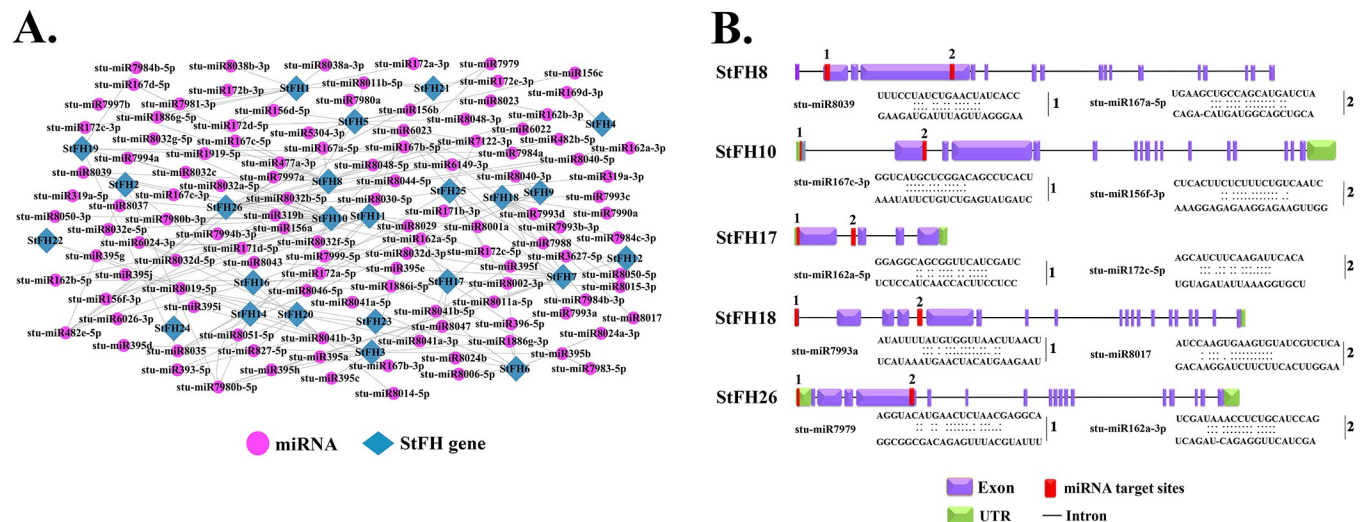 A.
stu-miR7984b-5p
stu-miR8038b-3p
stu-miR8038a-3p
stu-miR172a-3p
stu-miR7979
stu-miR156c
stu-miR167d-5p
stu-miR172b-3p
StFH1
stu-miR8011b-5p
StFH21
stu-miR172c-3p
stu-miR169d-3p
stu-miR7997b
stu-miR7981-3p
stu-miR7980a
stu-miR156b
stu-miR8023
stu-miR156d-5p
stu-miR1886g-5p
stu-miR162b-3p
StFH5
stu-miR8048-3p
StFH4
stu-miR172c-3p
stu-miR172d-5p
stu-miR5304-3p
stu-miR6023
stu-miR6022
stu-miR8032g-5p
stu-miR167c-5p
stu-miR167a-5p
stu-miR167b-5p
stu-miR7122-3p
stu-miR482b-5p
stu-miR162a-3p
StFH19
stu-miR7994a
stu-miR1919-5p
stu-miR477a-3p
stu-miR8048-5p
stu-miR6149-3p
stu-miR7984a
stu-miR8040-5p
stu-miR8039
stu-miR8032c
stu-miR7997a
StFH8
stu-miR8044-5p
stu-miR8040-3p
stu-miR319a-3p
StFH2
stu-miR8032a-5p
StFH25
StFH9
stu-miR319a-5p
stu-miR167c-3p
stu-miR8032b-5p
stu-miR8030-5p
StFH18
stu-miR7993c
stu-miR8037
StFH26
stu-miR319b
StFH10
StFH11
stu-miR171b-3p
stu-miR7993d
stu-miR7990a
stu-miR8050-3p
stu-miR7980b-3p
stu-miR156a
stu-miR8029
stu-miR8001a
stu-miR7993b-3p
stu-miR8032e-5p
stu-miR7994b-3p
StFH22
stu-miR6024-3p
stu-miR171d-5p
stu-miR8032f-5p
stu-miR162a-5p
stu-miR7988
stu-miR7984c-3p
stu-miR395g
stu-miR8032d-5p
stu-miR8043
stu-miR7999-5p
stu-miR8032d-3p
stu-miR172c-5p
stu-miR3627-5p
StFH12
stu-miR162b-5p
stu-miR395j
stu-miR172a-5p
stu-miR395e
stu-miR395f
StFH7
stu-miR8050-5p
StFH16
stu-miR8046-5p
stu-miR1886i-5p
StFH17
stu-miR8002-3p
stu-miR8015-3p
stu-miR156f-3p
stu-miR8019-5p
stu-miR395i
stu-miR8041a-5p
stu-miR8011a-5p
stu-miR7984b-3p
stu-miR6026-3p
StFH14
StFH20
StFH23
stu-miR8041b-5p
stu-miR7993a
stu-miR8017
stu-miR482e-5p
StFH24
stu-miR8051-5p
stu-miR8041b-3p
stu-miR8047
stu-miR396-5p
stu-miR8024a-3p
stu-miR395d
stu-miR8035
stu-miR827-5p
stu-miR395a
StFH3
stu-miR8041a-3p
stu-miR1886g-3p
stu-miR395b
stu-miR393-5p
stu-miR395h
stu-miR167b-3p
stu-miR8024b
StFH6
stu-miR7983-5p
stu-miR7980b-5p
stu-miR395c
stu-miR8006-5p
stu-miR8014-5p
miRNA
StFH gene
B.
StFH8
1
2
stu-miR8039
UUUCCUAUCUGAACUAUCACC
GAAGAUGAUUUAGUUAGGGAA
1
stu-miR167a-5p
UGAAGCUGCCAGCAUGAUCUA
CAGA-CAUGAUGGCAGCUGCA
2
StFH10
1
2
stu-miR167c-3p
GGUCAUGCUCGGACAGCCUCACU
AAAUAUUCUGUCUGAGUAUGAUC
1
stu-miR156f-3p
CUCACUUCUCUUUCUGUCAAUC
AAAGGAGAGAAGGAGAAGUUGG
2
StFH17
1
2
stu-miR162a-5p
GGAGGCAGCGGUUCAUCGAUC
UCUCCAUCAACCACUUCCUCC
1
stu-miR172c-5p
AGCAUCUUCAAGAUUCACA
UGUAGAUAUUAAAGGUGCU
2
StFH18
1
2
stu-miR7993a
AUAUUUUAUGUGGUUAACUUAACU
UCAUAAAUGAACUACAUGAAGAAU
1
stu-miR8017
AUCCAAGUGAAGUGUAUCGUCUCA
GACAAGGAUCUUCUUCACUUGGAA
2
StFH26
1
2
stu-miR7979
AGGUACAUGAACUCUAACGAGGCA
GGCGGCGACAGAGUUUACGUAUUU
1
stu-miR162a-3p
UCGAUAAACCUCUGCAUCCAG
UCAGAU-CAGAGGUUCAUCGA
2
Exon
miRNA target sites
UTR
Intron